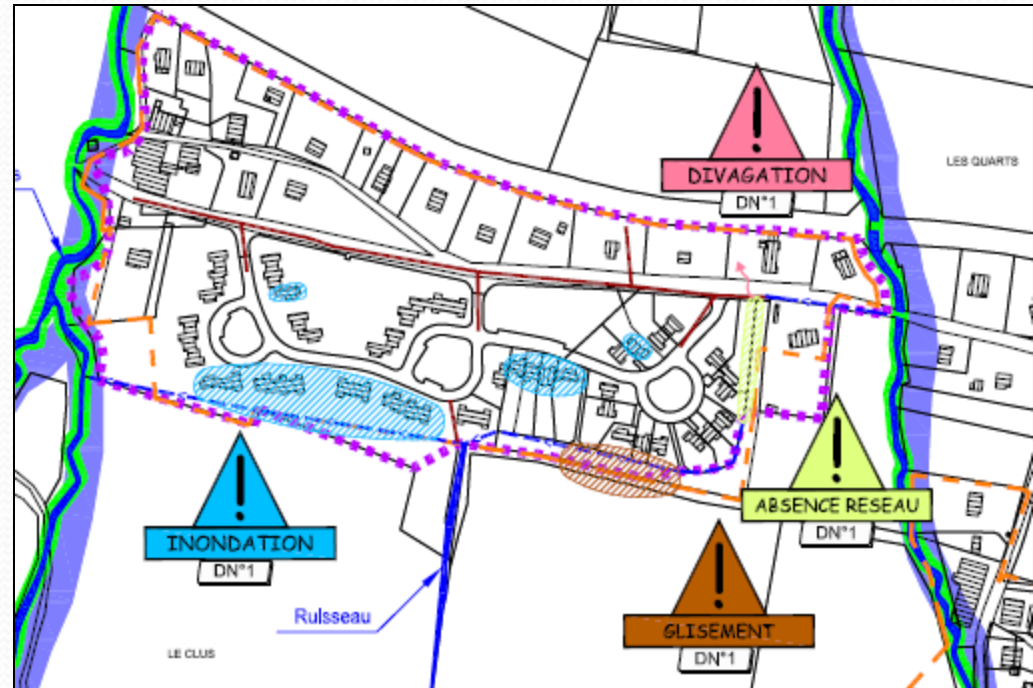 LES QUARTS
DIVAGATION
DN°1
ABSENCE RESEAU
DN°1
INONDATION
DN°1
Ruisseau
GLISEMENT
DN°1
LE CLUS